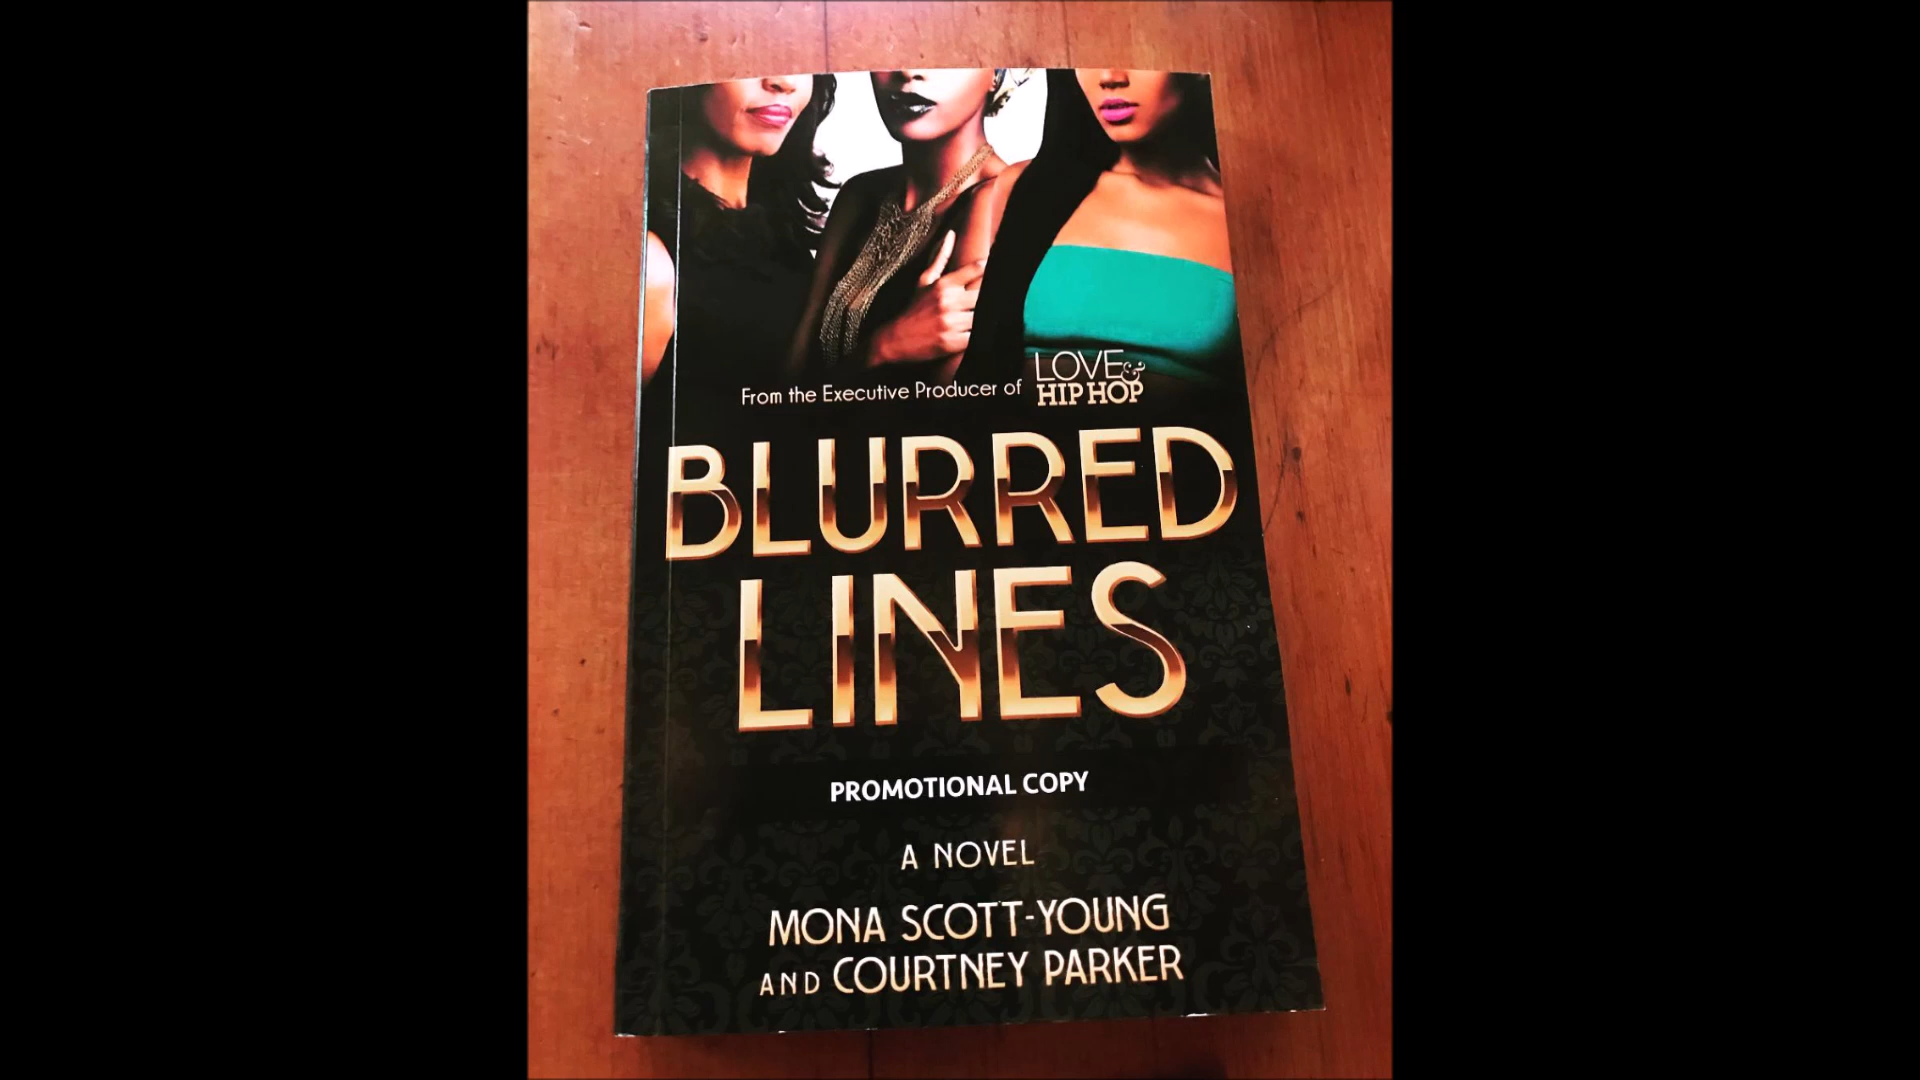 From the Executive Producer of LOVE &
HIP HOP
BLURRED
LINES
PROMOTIONAL COPY
A NOVEL
MONA SCOTT-YOUNG
AND COURTNEY PARKER